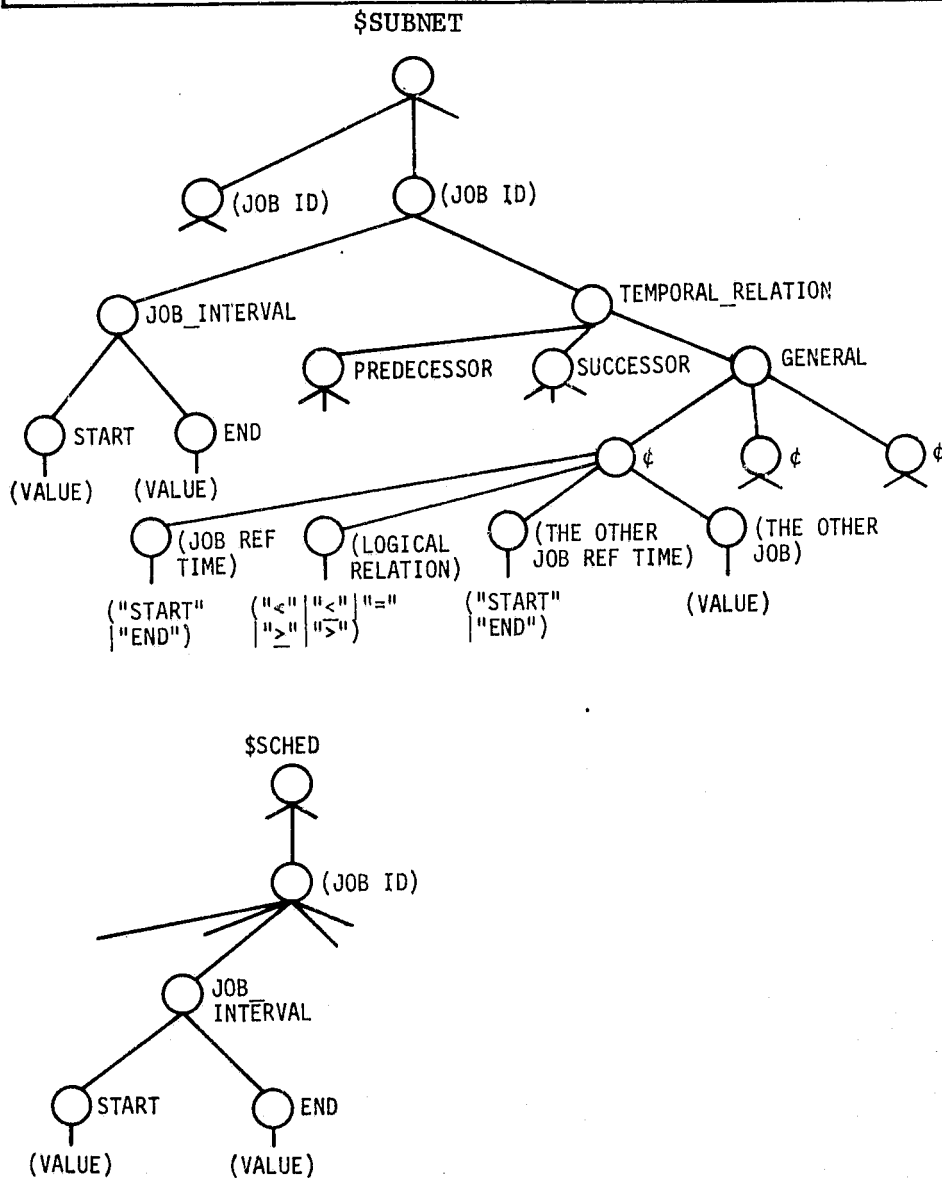 $SUBNET
(JOB ID)
(JOB ID)
JOB_INTERVAL
TEMPORAL_RELATION
PREDECESSOR
SUCCESSOR
GENERAL
START
END
(VALUE)
(VALUE)
¢
¢
¢
(JOB REF
TIME)
(LOGICAL
RELATION)
(THE OTHER
JOB REF TIME)
(THE OTHER
JOB)
("START"
|"END")
("<"|"≤"|"="
|"≥"|">")
("START"
|"END")
(VALUE)
$SCHED
(JOB ID)
JOB_
INTERVAL
START
END
(VALUE)
(VALUE)